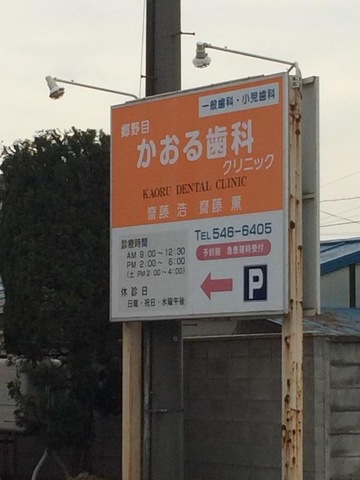 一般歯科・小児歯科
郷野目
かおる歯科
クリニック
KAORU DENTAL CLINIC
齋藤 浩 齋藤 薫
診療時間
AM 9:00〜12:30
PM 2:00〜6:00
(土 PM 2:00〜4:00)
休診日
日曜・祝日・水曜午後
TEL 546-6405
予約制 急患随時受付
P